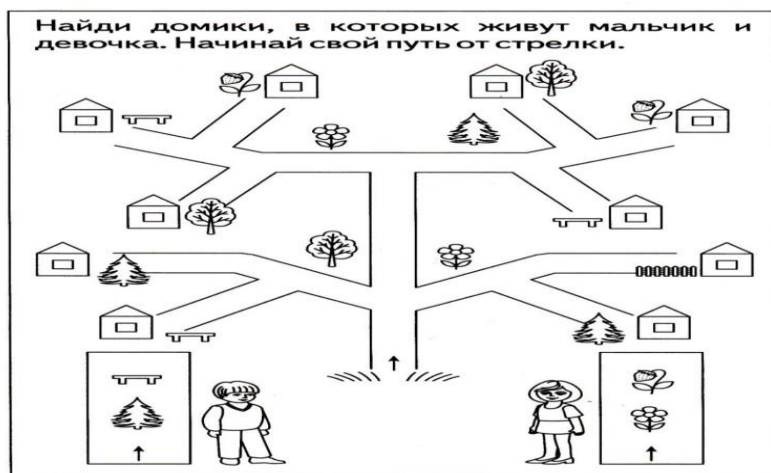 Найди домики, в которых живут мальчик и
девочка. Начинай свой путь от стрелки.